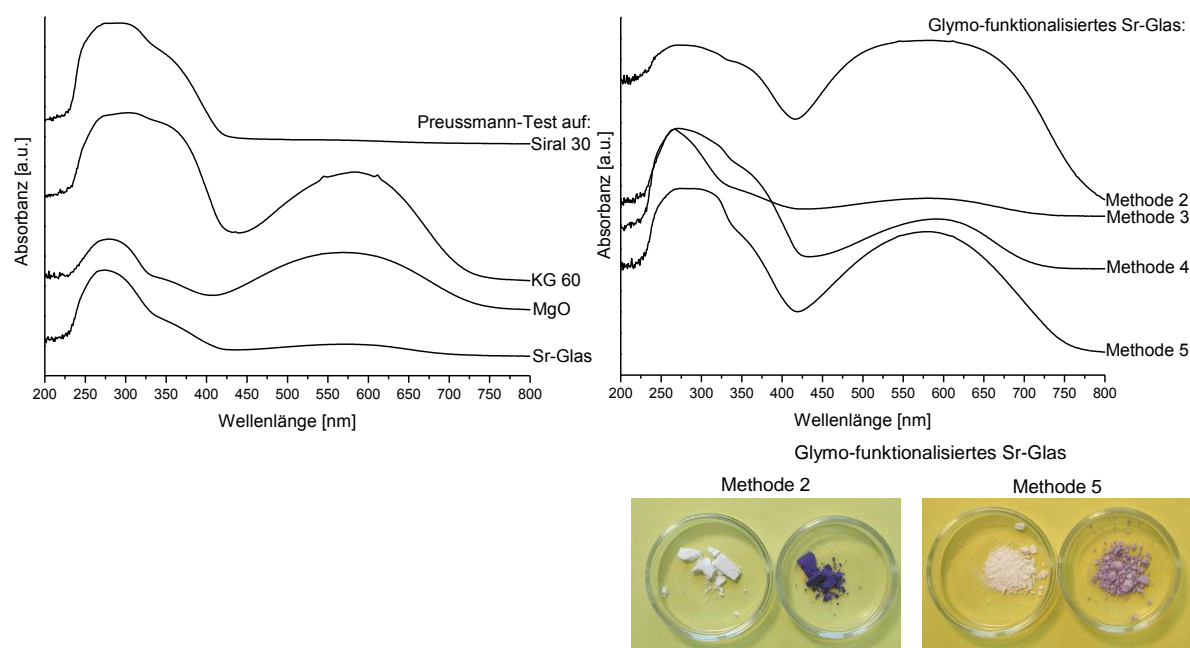 Absorbanz [a.u.]
Preussmann-Test auf:
Siral 30
KG 60
MgO
Sr-Glas
200 250 300 350 400 450 500 550 600 650 700 750 800
Wellenlänge [nm]
Absorbanz [a.u.]
Glymo-funktionalisiertes Sr-Glas:
Methode 2
Methode 3
Methode 4
Methode 5
200 250 300 350 400 450 500 550 600 650 700 750 800
Wellenlänge [nm]
Glymo-funktionalisiertes Sr-Glas
Methode 2
Methode 5